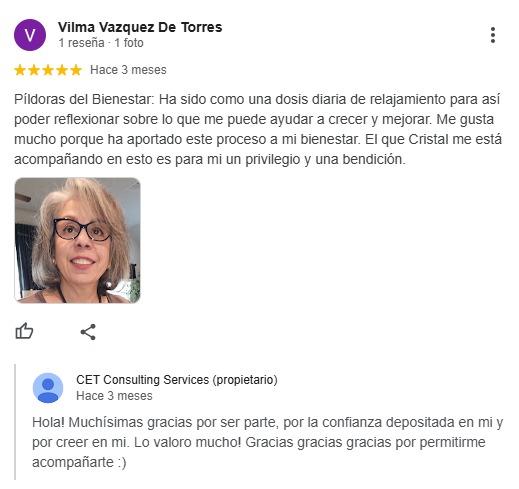 V
Vilma Vazquez De Torres
1 reseña · 1 foto
Hace 3 meses
Píldoras del Bienestar: Ha sido como una dosis diaria de relajamiento para así
poder reflexionar sobre lo que me puede ayudar a crecer y mejorar. Me gusta
mucho porque ha aportado este proceso a mi bienestar. El que Cristal me está
acompañando en esto es para mi un privilegio y una bendición.
CET Consulting Services (propietario)
Hace 3 meses
Hola! Muchísimas gracias por ser parte, por la confianza depositada en mi y
por creer en mi. Lo valoro mucho! Gracias gracias gracias por permitirme
acompañarte :)